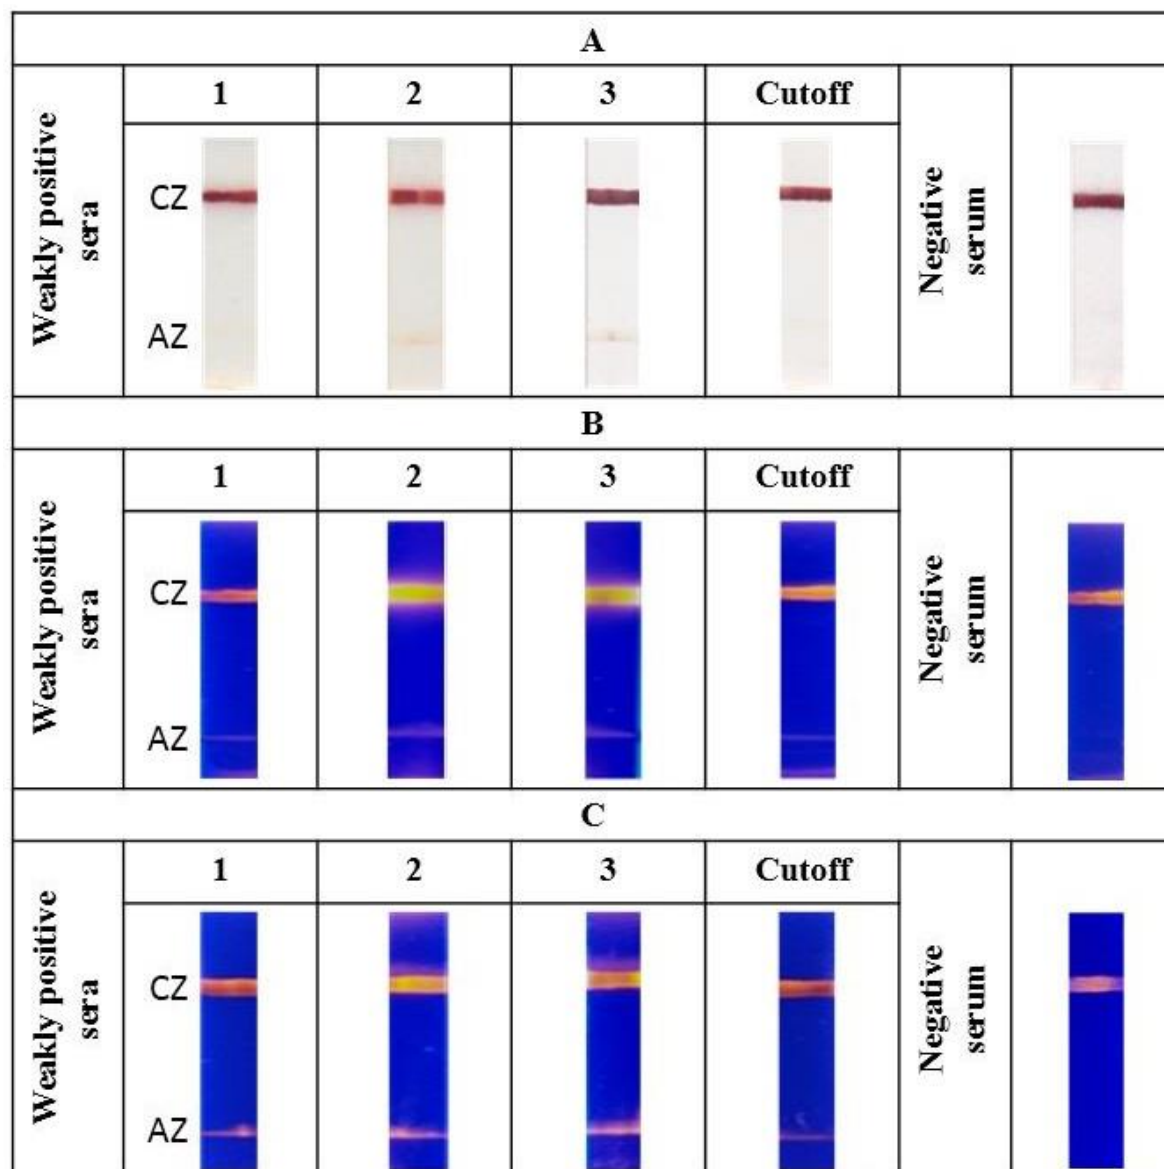 A
Weakly positive
sera
1 2 3 Cutoff
CZ
AZ
Negative
serum
B
Weakly positive
sera
1 2 3 Cutoff
CZ
AZ
Negative
serum
C
Weakly positive
sera
1 2 3 Cutoff
CZ
AZ
Negative
serum